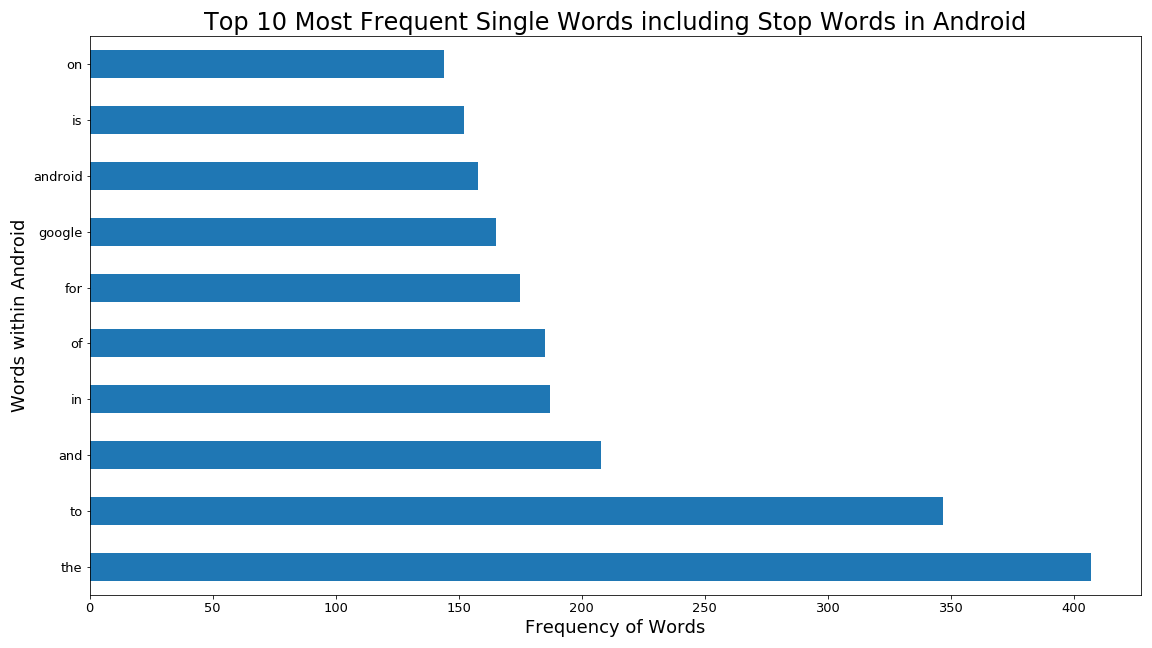 Top 10 Most Frequent Single Words including Stop Words in Android
on
is
android
google
for
of
in
and
to
the
Words within Android
0 50 100 150 200 250 300 350 400
Frequency of Words